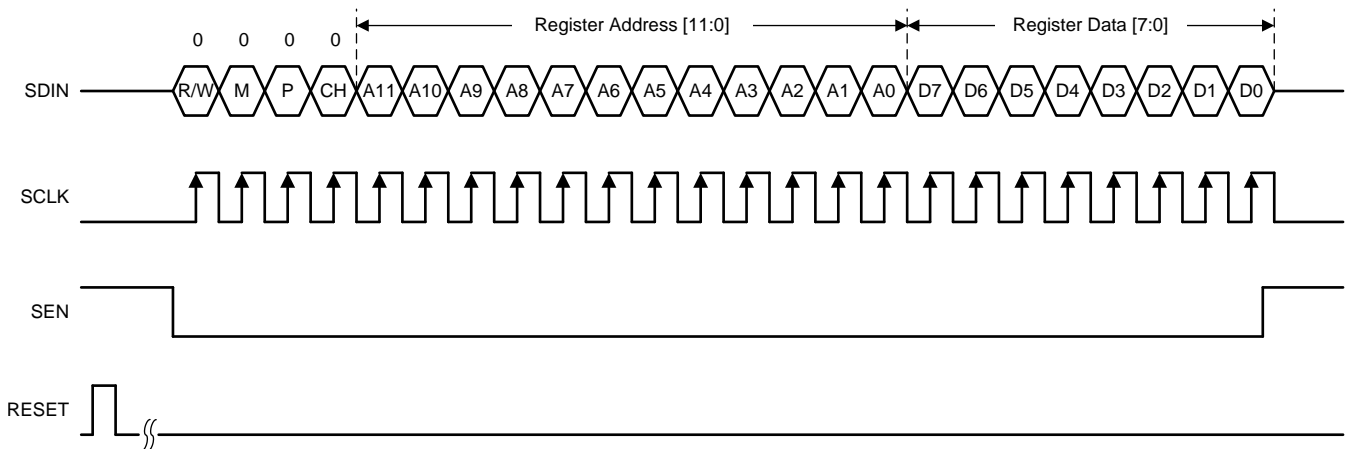 Register Address [11:0] Register Data [7:0]
0 0 0 0
SDIN R/W M P CH A11 A10 A9 A8 A7 A6 A5 A4 A3 A2 A1 A0 D7 D6 D5 D4 D3 D2 D1 D0
SCLK
SEN
RESET